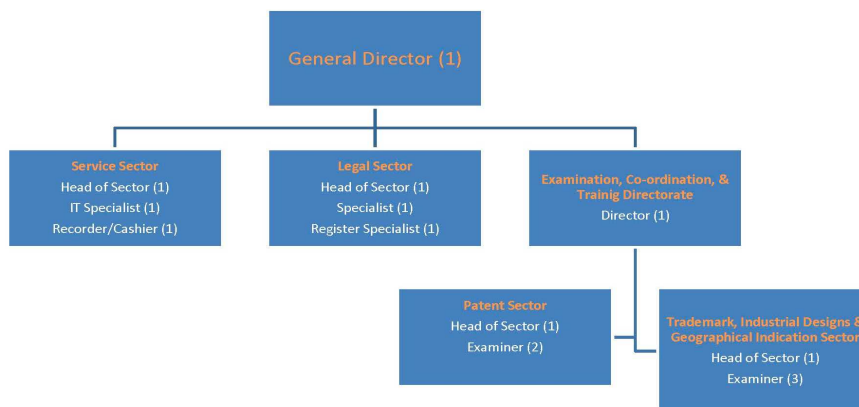 General Director (1)
Service Sector
Head of Sector (1)
IT Specialist (1)
Recorder/Cashier (1)
Legal Sector
Head of Sector (1)
Specialist (1)
Register Specialist (1)
Examination, Co-ordination, &
Trainig Directorate
Director (1)
Patent Sector
Head of Sector (1)
Examiner (2)
Trademark, Industrial Designs &
Geographical Indication Sector
Head of Sector (1)
Examiner (3)